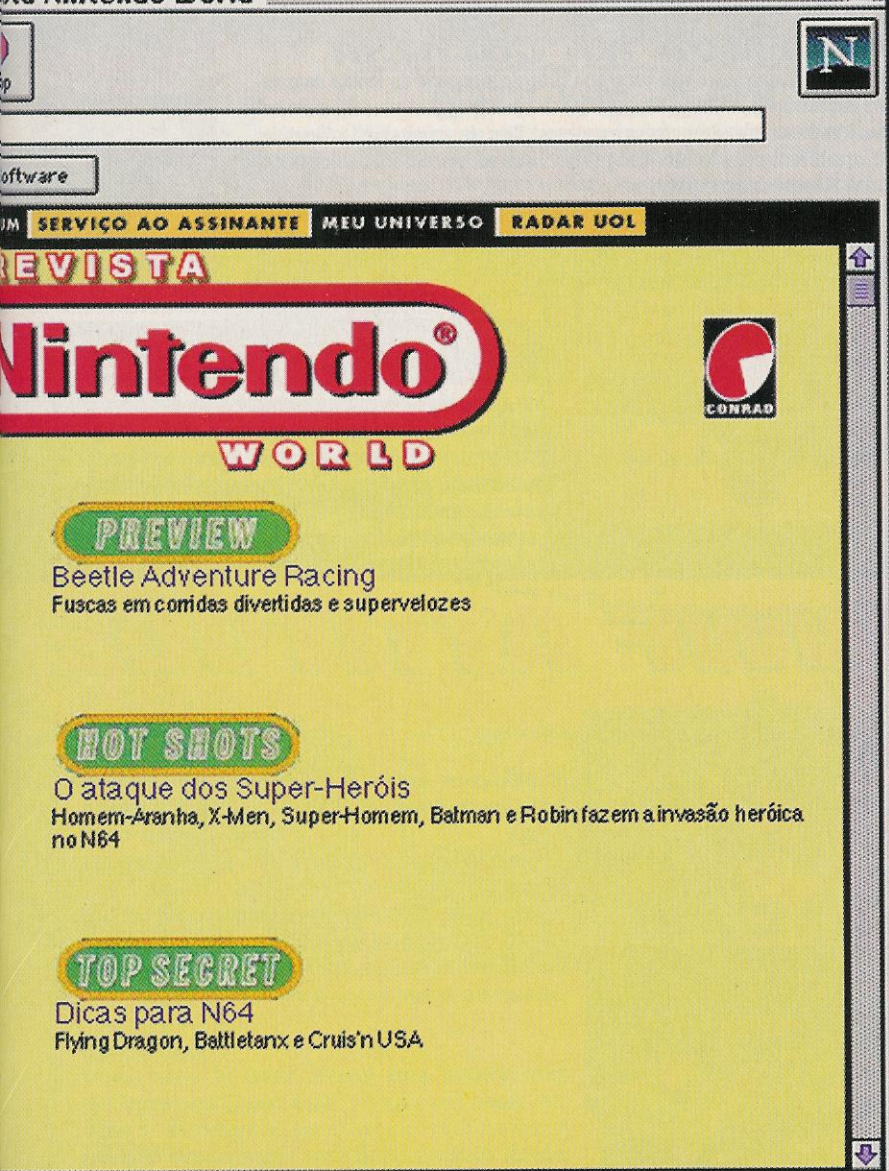 Nintendo World
N
oftware
UM SERVIÇO AO ASSINANTE MEU UNIVERSO RADAR UOL
REVISTA
Nintendo®
WORLD
CONRAD
PREVIEW
Beetle Adventure Racing
Fuscas em corridas divertidas e supervelozes
HOT SHOTS
O ataque dos Super-Heróis
Homem-Aranha, X-Men, Super-Homem, Batman e Robin fazem a invasão heróica
no N64
TOP SECRET
Dicas para N64
Flying Dragon, Battletanx e Cruis'n USA